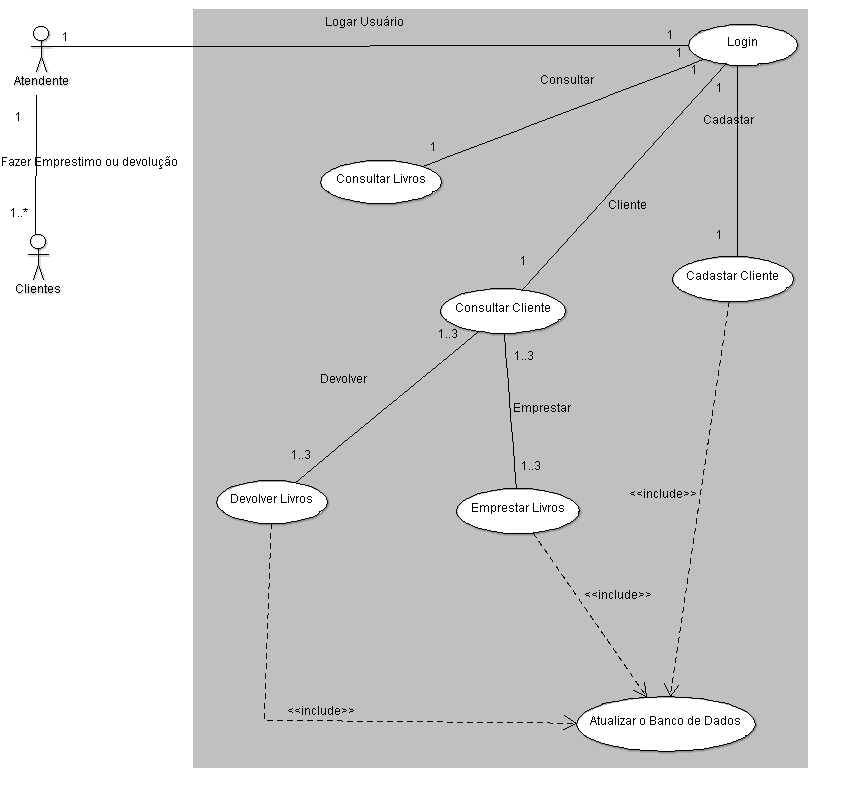 Logar Usuário
1
1
Login
1
Atendente
Consultar
1
1
1
Cadastar
Fazer Emprestimo ou devolução
1
Consultar Livros
1..*
Cliente
1
1
Clientes
Cadastar Cliente
Consultar Cliente
1..3
1..3
Devolver
Emprestar
1..3
1..3
Devolver Livros
Emprestar Livros
<<include>>
<<include>>
<<include>>
Atualizar o Banco de Dados